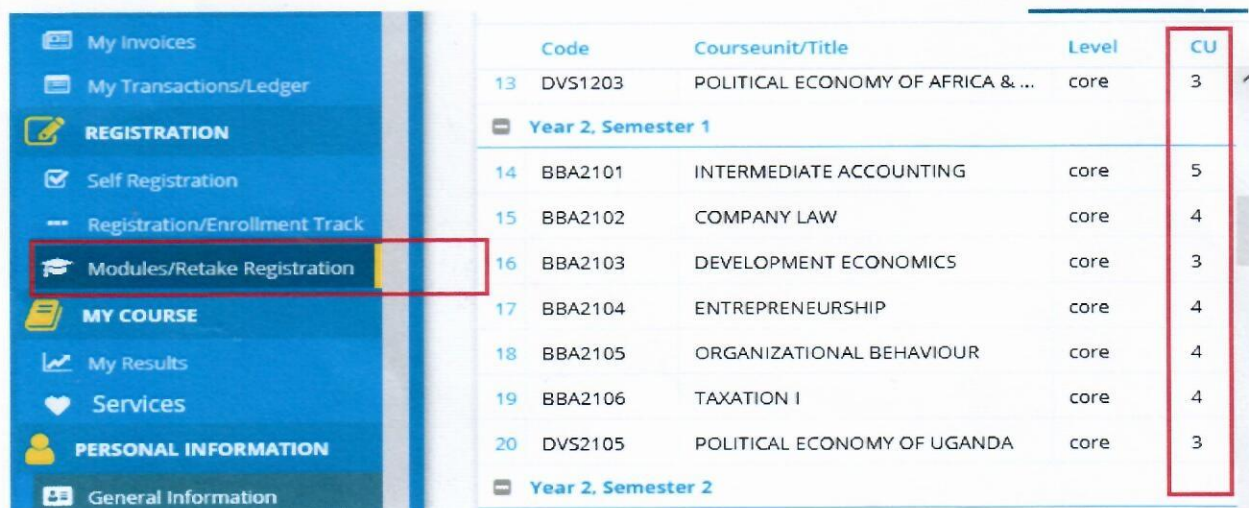 My Invoices
My Transactions/Ledger
REGISTRATION
Self Registration
Registration/Enrollment Track
Modules/Retake Registration
MY COURSE
My Results
Services
PERSONAL INFORMATION
General Information
Code Courseunit/Title Level CU
13 DVS1203 POLITICAL ECONOMY OF AFRICA & ... core 3
Year 2, Semester 1
14 BBA2101 INTERMEDIATE ACCOUNTING core 5
15 BBA2102 COMPANY LAW core 4
16 BBA2103 DEVELOPMENT ECONOMICS core 3
17 BBA2104 ENTREPRENEURSHIP core 4
18 BBA2105 ORGANIZATIONAL BEHAVIOUR core 4
19 BBA2106 TAXATION I core 4
20 DVS2105 POLITICAL ECONOMY OF UGANDA core 3
Year 2, Semester 2